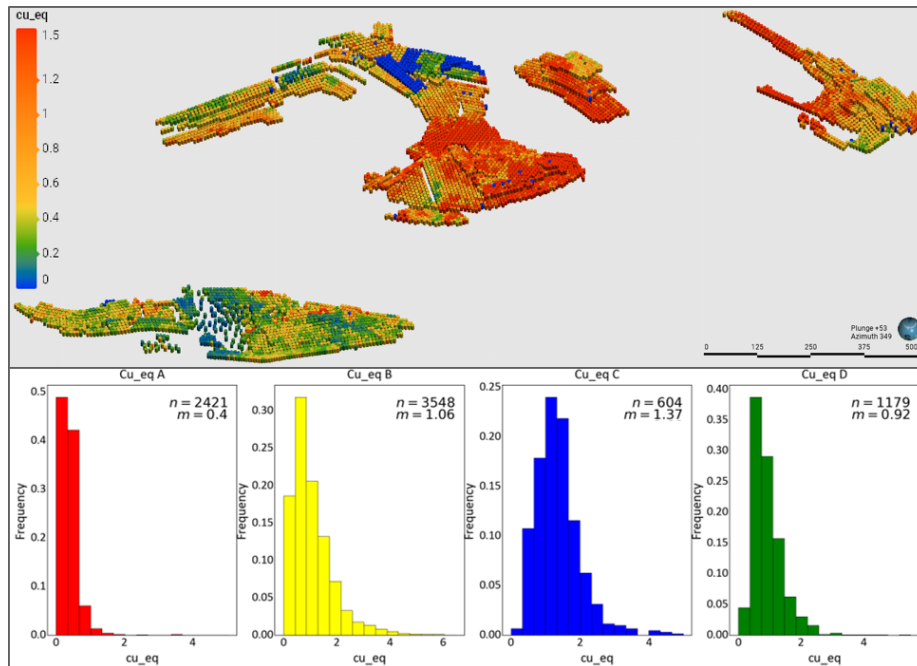 cu_eq
1.5
1.2
1
0.8
0.6
0.4
0.2
0
Plunge +53
Azimuth 349
0 125 250 375 500
Cu_eq A
n = 2421
m = 0.4
0.5
0.4
0.3
0.2
0.1
0.0
Frequency
0 2 4
cu_eq
Cu_eq B
n = 3548
m = 1.06
0.30
0.25
0.20
0.15
0.10
0.05
0.00
Frequency
0 2 4 6
cu_eq
Cu_eq C
n = 604
m = 1.37
0.25
0.20
0.15
0.10
0.05
0.00
Frequency
0 2 4
cu_eq
Cu_eq D
n = 1179
m = 0.92
0.40
0.35
0.30
0.25
0.20
0.15
0.10
0.05
0.00
Frequency
0 2 4
cu_eq